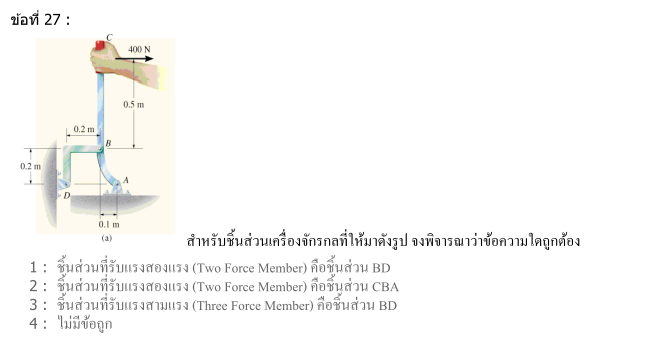 ข้อที่ 27 :
C
400 N
0.5 m
0.2 m
B
0.2 m
A
D
0.1 m
(a)
สำหรับชิ้นส่วนเครื่องจักรกลที่ให้มาดังรูป จงพิจารณาว่าข้อความใดถูกต้อง
1 : ชิ้นส่วนที่รับแรงสองแรง (Two Force Member) คือชิ้นส่วน BD
2 : ชิ้นส่วนที่รับแรงสองแรง (Two Force Member) คือชิ้นส่วน CBA
3 : ชิ้นส่วนที่รับแรงสามแรง (Three Force Member) คือชิ้นส่วน BD
4 : ไม่มีข้อถูก